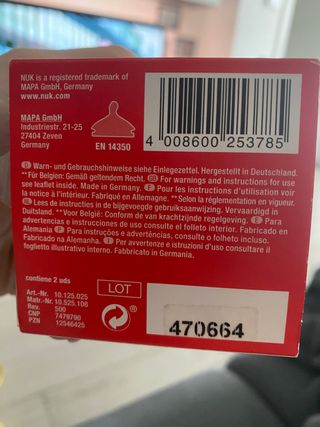 NUK is a registered trademark of
MAPA GmbH, Germany
www.nuk.com
MAPA GmbH
Industriestr. 21-25
27404 Zeven
Germany
EN 14350
4 008600 253785
D Warn- und Gebrauchshinweise siehe Einlegezettel. Hergestellt in Deutschland.
**Für Belgien: Gemäß geltendem Recht. GB For warnings and instructions for use
see leaflet inside. Made in Germany. F Pour les instructions d'utilisation voir
la notice à l'intérieur. Fabriqué en Allemagne. **Selon la réglementation en vigueur.
NL Lees de instructies in de bijgevoegde gebruiksaanwijzing. Vervaardigd in
Duitsland. **Voor België: Conform de van krachtzijnde regelgeving. E Para
advertencias e instrucciones de uso consulte el folleto interior. Fabricado en
Alemania P Para instruções e advertências, consulte o folheto incluso.
Fabricado na Alemanha. I Per avvertenze e istruzioni d'uso consultare il
foglietto illustrativo interno. Fabbricato in Germania.
contiene 2 uds
Art.-Nr. 10.125.025
Matr.-Nr. 10.525.106
Rev. 500
CNP 7479790
PZN 12546425
LOT
470664